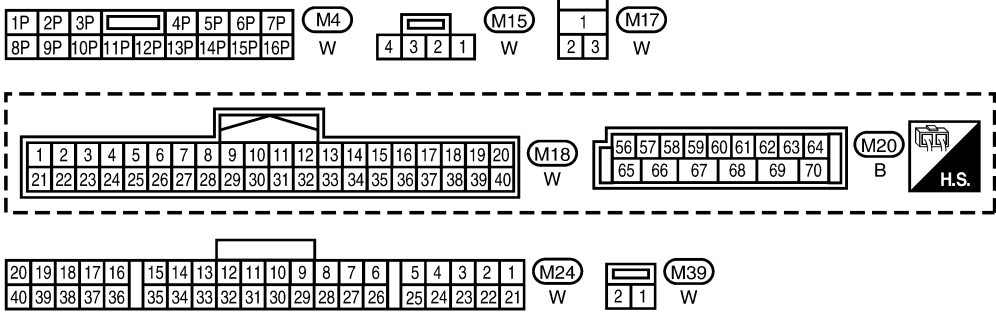 1P 2P 3P 4P 5P 6P 7P M4
8P 9P 10P 11P 12P 13P 14P 15P 16P W
M15
4 3 2 1 W
1 M17
2 3 W
1 2 3 4 5 6 7 8 9 10 11 12 13 14 15 16 17 18 19 20 M18
21 22 23 24 25 26 27 28 29 30 31 32 33 34 35 36 37 38 39 40 W
56 57 58 59 60 61 62 63 64 M20
65 66 67 68 69 70 B
H.S.
20 19 18 17 16 15 14 13 12 11 10 9 8 7 6 5 4 3 2 1 M24
40 39 38 37 36 35 34 33 32 31 30 29 28 27 26 25 24 23 22 21 W
M39
2 1 W